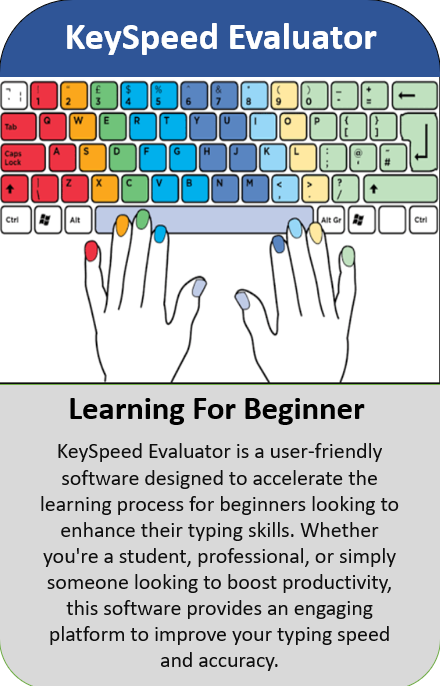 KeySpeed Evaluator
! 1 " 2 £ 3 $ 4 % 5 ^ 6 & 7 * 8 ( 9 ) 0 _ - + = ←
Tab Q W E R T Y U I O P { [ } ]
Caps Lock A S D F G H J K L : ; @ ' ~ #
| \ Z X C V B N M < , > . ? /
Ctrl Alt Alt Gr Ctrl
Learning For Beginner
KeySpeed Evaluator is a user-friendly
software designed to accelerate the
learning process for beginners looking to
enhance their typing skills. Whether
you're a student, professional, or simply
someone looking to boost productivity,
this software provides an engaging
platform to improve your typing speed
and accuracy.